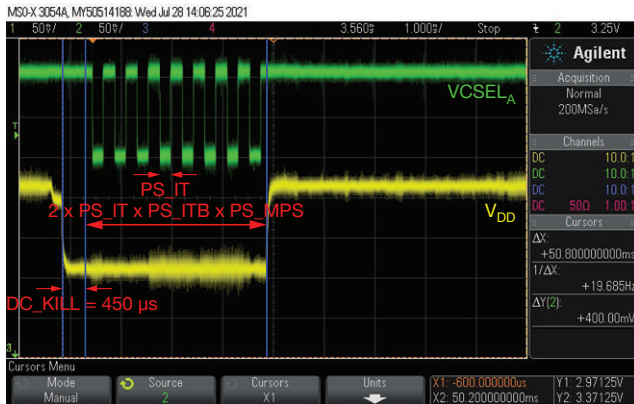 MSO-X 3054A, MY50514188: Wed Jul 28 14:06:25 2021
1 50▽/ 2 50▽/ 3 4 3.560s 1.000s/ Stop 2 3.25V
Agilent
Acquisition
Normal
200MSa/s
Channels
DC 10.0:1
DC 10.0:1
DC 10.0:1
DC 50Ω 1.00:1
Cursors
ΔX:
+50.800000000ms
1/ΔX:
+19.685Hz
ΔY(2):
+400.00mV
VCSELA
PS_IT
2 x PS_IT x PS_ITB x PS_MPS
VDD
DC_KILL = 450 μs
Cursors Menu
Mode
Manual
Source
2
Cursors
X1
Units
X1: -600.000000us
X2: 50.200000000ms
Y1: 2.97125V
Y2: 3.37125V